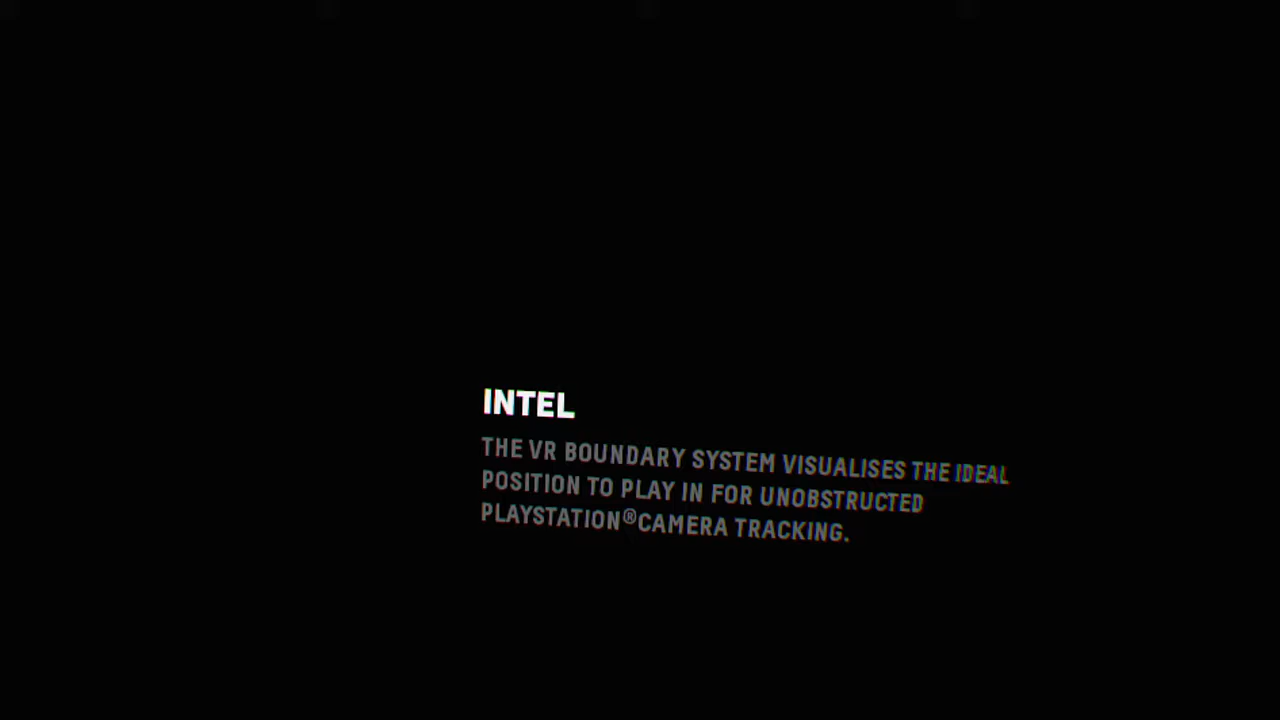 INTEL
THE VR BOUNDARY SYSTEM VISUALISES THE IDEAL
POSITION TO PLAY IN FOR UNOBSTRUCTED
PLAYSTATION®CAMERA TRACKING.